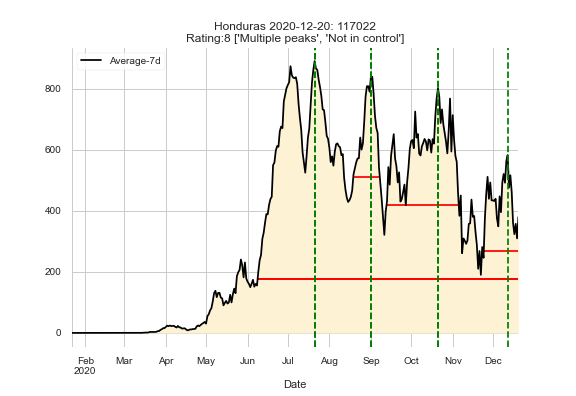 Honduras 2020-12-20: 117022
Rating:8 ['Multiple peaks', 'Not in control']
Average-7d
800
600
400
200
0
Feb Mar Apr May Jun Jul Aug Sep Oct Nov Dec
2020
Date